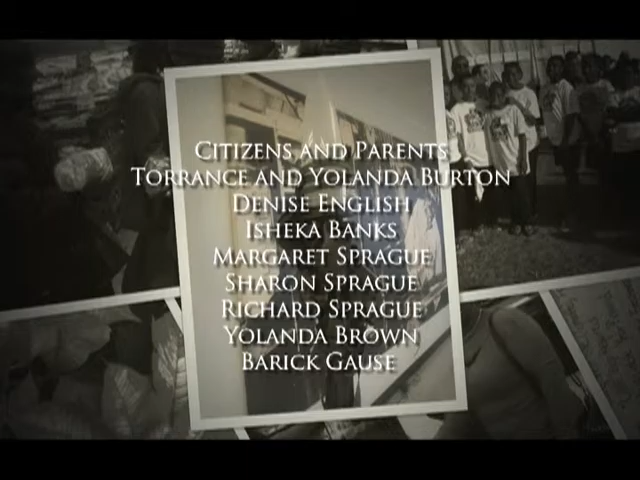 Citizens and Parents
Torrance and Yolanda Burton
Denise English
Isheka Banks
Margaret Sprague
Sharon Sprague
Richard Sprague
Yolanda Brown
Barick Gause